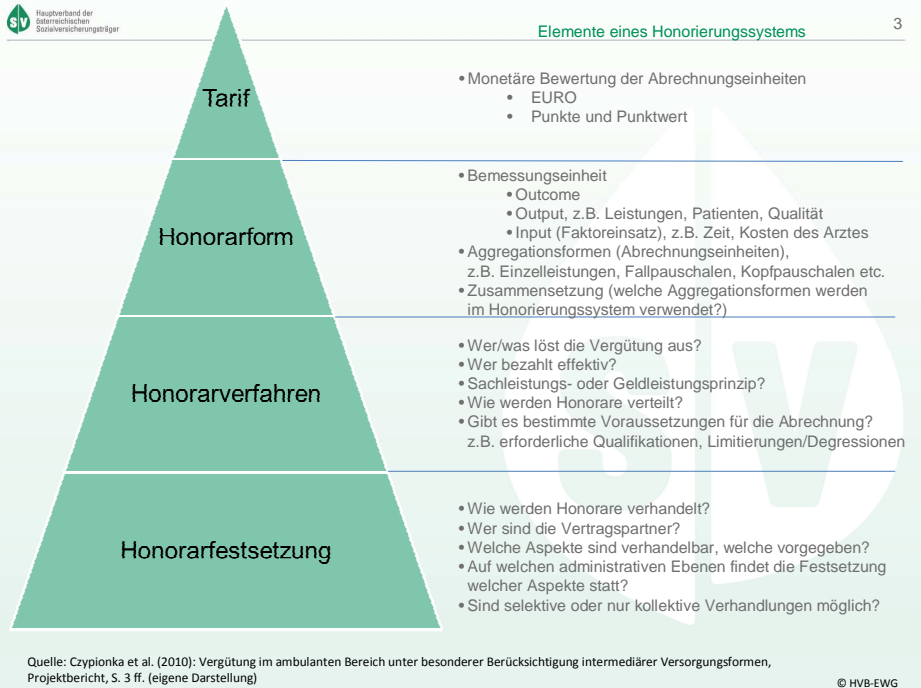 Hauptverband der
österreichischen
Sozialversicherungsträger
Elemente eines Honorierungssystems
3
Tarif
• Monetäre Bewertung der Abrechnungseinheiten
• EURO
• Punkte und Punktwert
Honorarform
• Bemessungseinheit
• Outcome
• Output, z.B. Leistungen, Patienten, Qualität
• Input (Faktoreinsatz), z.B. Zeit, Kosten des Arztes
• Aggregationsformen (Abrechnungseinheiten),
z.B. Einzelleistungen, Fallpauschalen, Kopfpauschalen etc.
• Zusammensetzung (welche Aggregationsformen werden
im Honorierungssystem verwendet?)
Honorarverfahren
• Wer/was löst die Vergütung aus?
• Wer bezahlt effektiv?
• Sachleistungs- oder Geldleistungsprinzip?
• Wie werden Honorare verteilt?
• Gibt es bestimmte Voraussetzungen für die Abrechnung?
z.B. erforderliche Qualifikationen, Limitierungen/Degressionen
Honorarfestsetzung
• Wie werden Honorare verhandelt?
• Wer sind die Vertragspartner?
• Welche Aspekte sind verhandelbar, welche vorgegeben?
• Auf welchen administrativen Ebenen findet die Festsetzung
welcher Aspekte statt?
• Sind selektive oder nur kollektive Verhandlungen möglich?
Quelle: Czypionka et al. (2010): Vergütung im ambulanten Bereich unter besonderer Berücksichtigung intermediärer Versorgungsformen,
Projektbericht, S. 3 ff. (eigene Darstellung)
© HVB-EWG
SV
SV